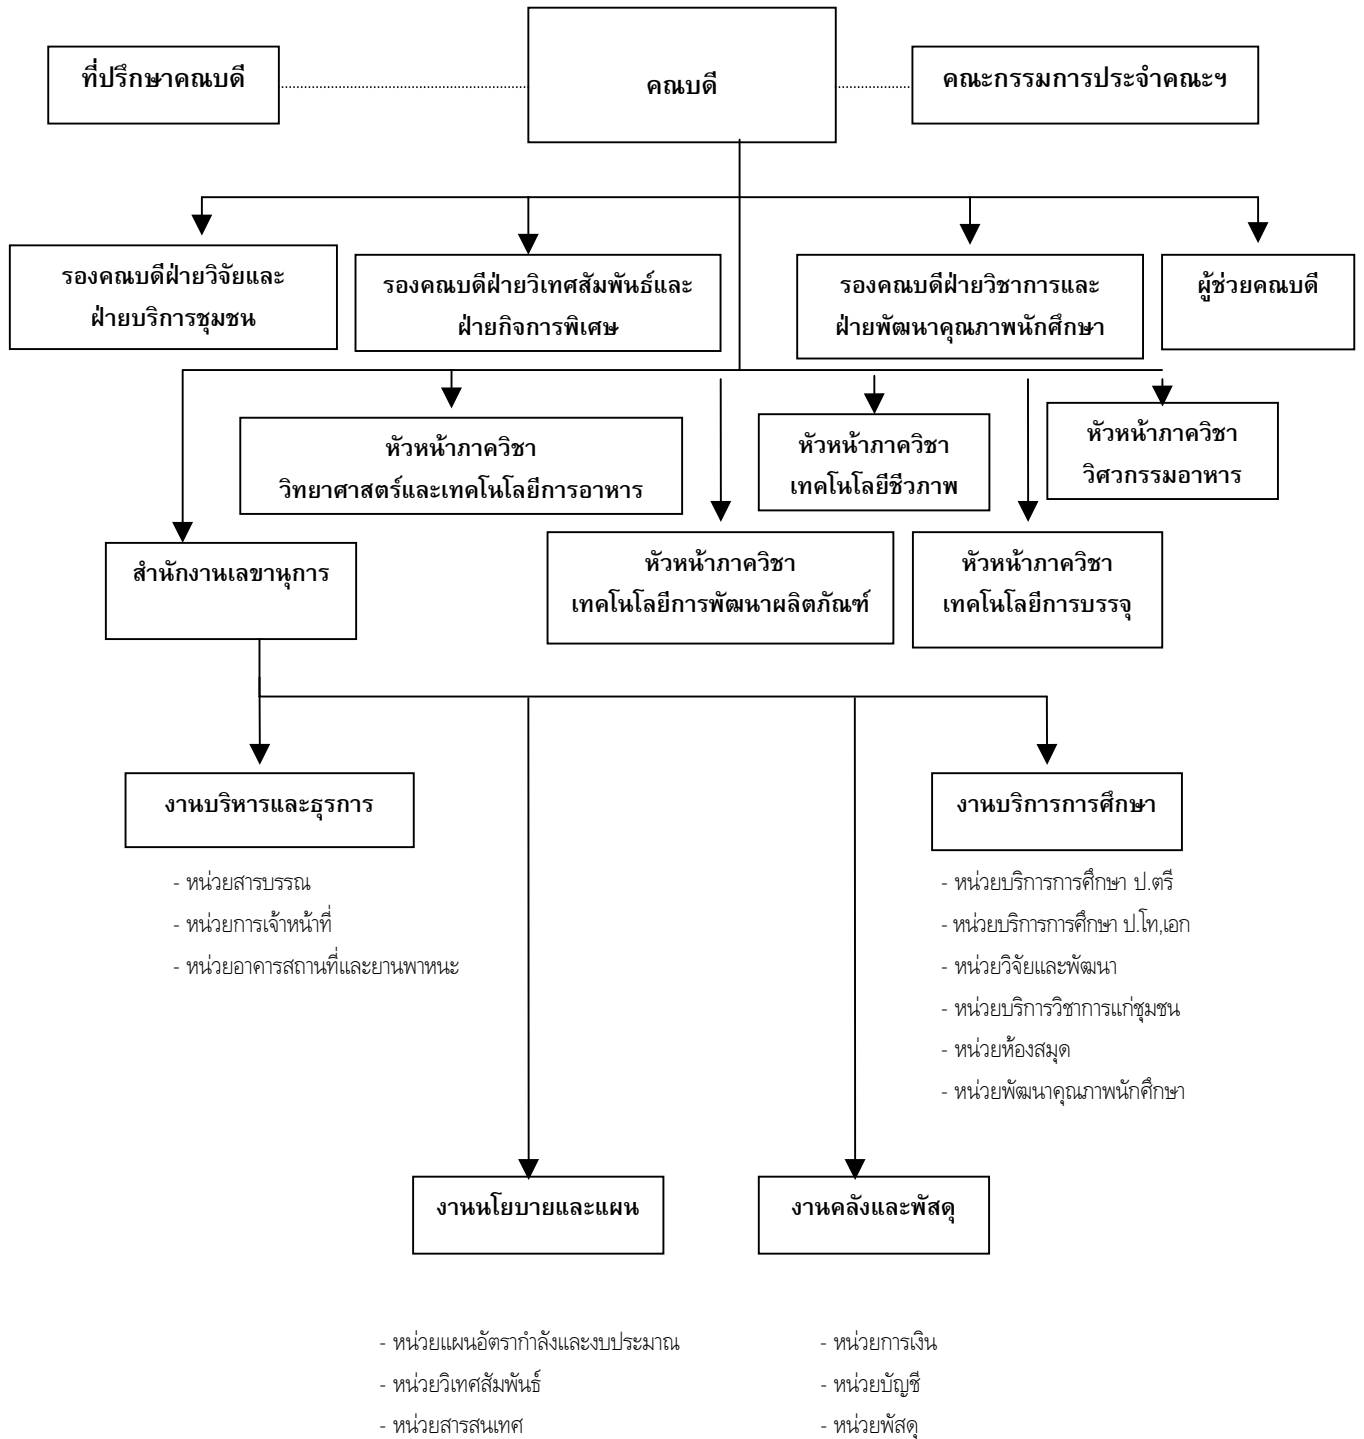 ที่ปรึกษาคณบดี
คณบดี
คณะกรรมการประจำคณะฯ
รองคณบดีฝ่ายวิจัยและ
ฝ่ายบริการชุมชน
รองคณบดีฝ่ายวิเทศสัมพันธ์และ
ฝ่ายกิจการพิเศษ
รองคณบดีฝ่ายวิชาการและ
ฝ่ายพัฒนาคุณภาพนักศึกษา
ผู้ช่วยคณบดี
หัวหน้าภาควิชา
วิทยาศาสตร์และเทคโนโลยีการอาหาร
หัวหน้าภาควิชา
เทคโนโลยีชีวภาพ
หัวหน้าภาควิชา
วิศวกรรมอาหาร
สำนักงานเลขานุการ
หัวหน้าภาควิชา
เทคโนโลยีการพัฒนาผลิตภัณฑ์
หัวหน้าภาควิชา
เทคโนโลยีการบรรจุ
งานบริหารและธุรการ
- หน่วยสารบรรณ
- หน่วยการเจ้าหน้าที่
- หน่วยอาคารสถานที่และยานพาหนะ
งานบริการการศึกษา
- หน่วยบริการการศึกษา ป.ตรี
- หน่วยบริการการศึกษา ป.โท,เอก
- หน่วยวิจัยและพัฒนา
- หน่วยบริการวิชาการแก่ชุมชน
- หน่วยห้องสมุด
- หน่วยพัฒนาคุณภาพนักศึกษา
งานนโยบายและแผน
- หน่วยแผนอัตรากำลังและงบประมาณ
- หน่วยวิเทศสัมพันธ์
- หน่วยสารสนเทศ
งานคลังและพัสดุ
- หน่วยการเงิน
- หน่วยบัญชี
- หน่วยพัสดุ